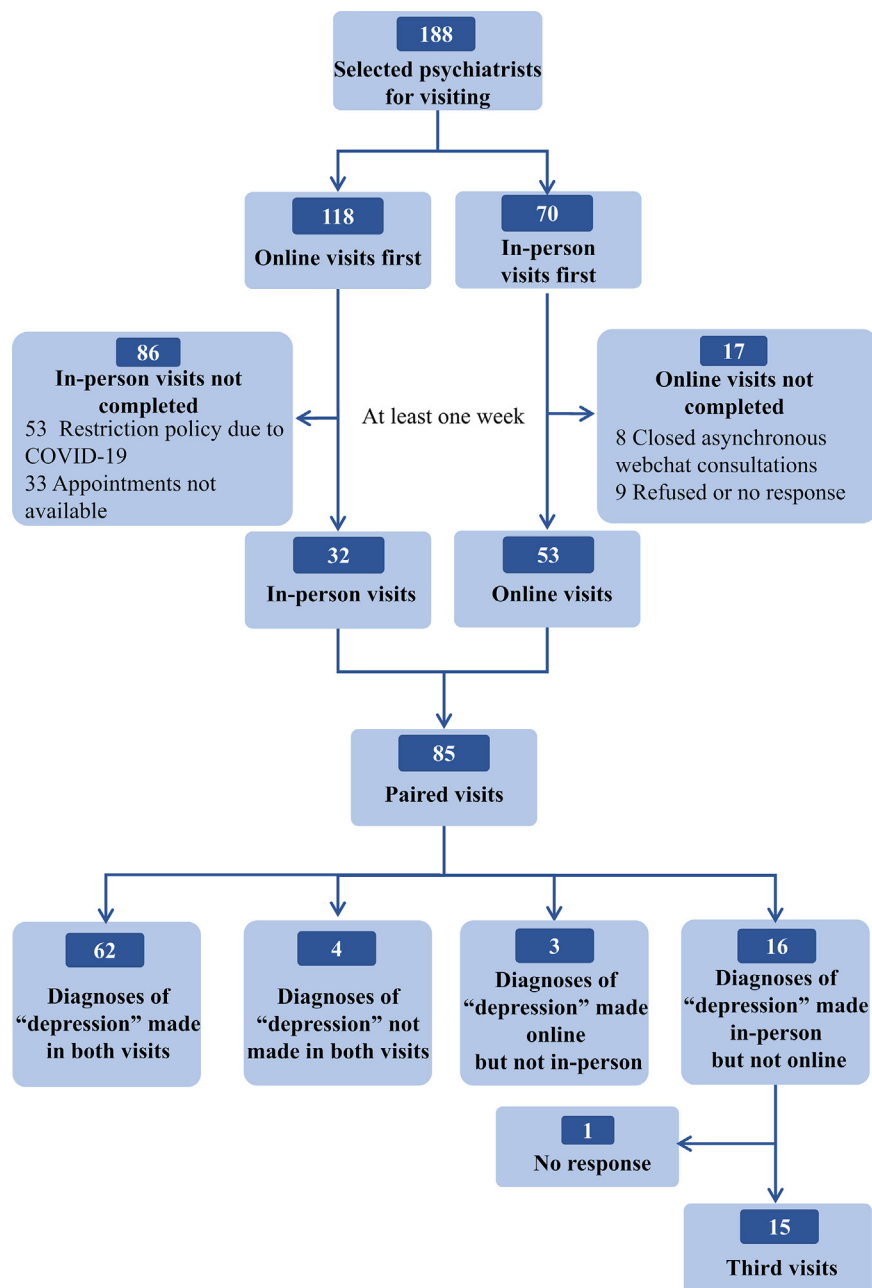 188
Selected psychiatrists
for visiting
118
Online visits first
70
In-person
visits first
86
In-person visits not
completed
53  Restriction policy due to
COVID-19
33 Appointments not
available
At least one week
17
Online visits not
completed
8 Closed asynchronous
webchat consultations
9 Refused or no response
32
In-person visits
53
Online visits
85
Paired visits
62
Diagnoses of
“depression” made
in both visits
4
Diagnoses of
“depression” not
made in both visits
3
Diagnoses of
“depression” made
online
but not in-person
16
Diagnoses of
“depression” made
in-person
but not online
1
No response
15
Third visits